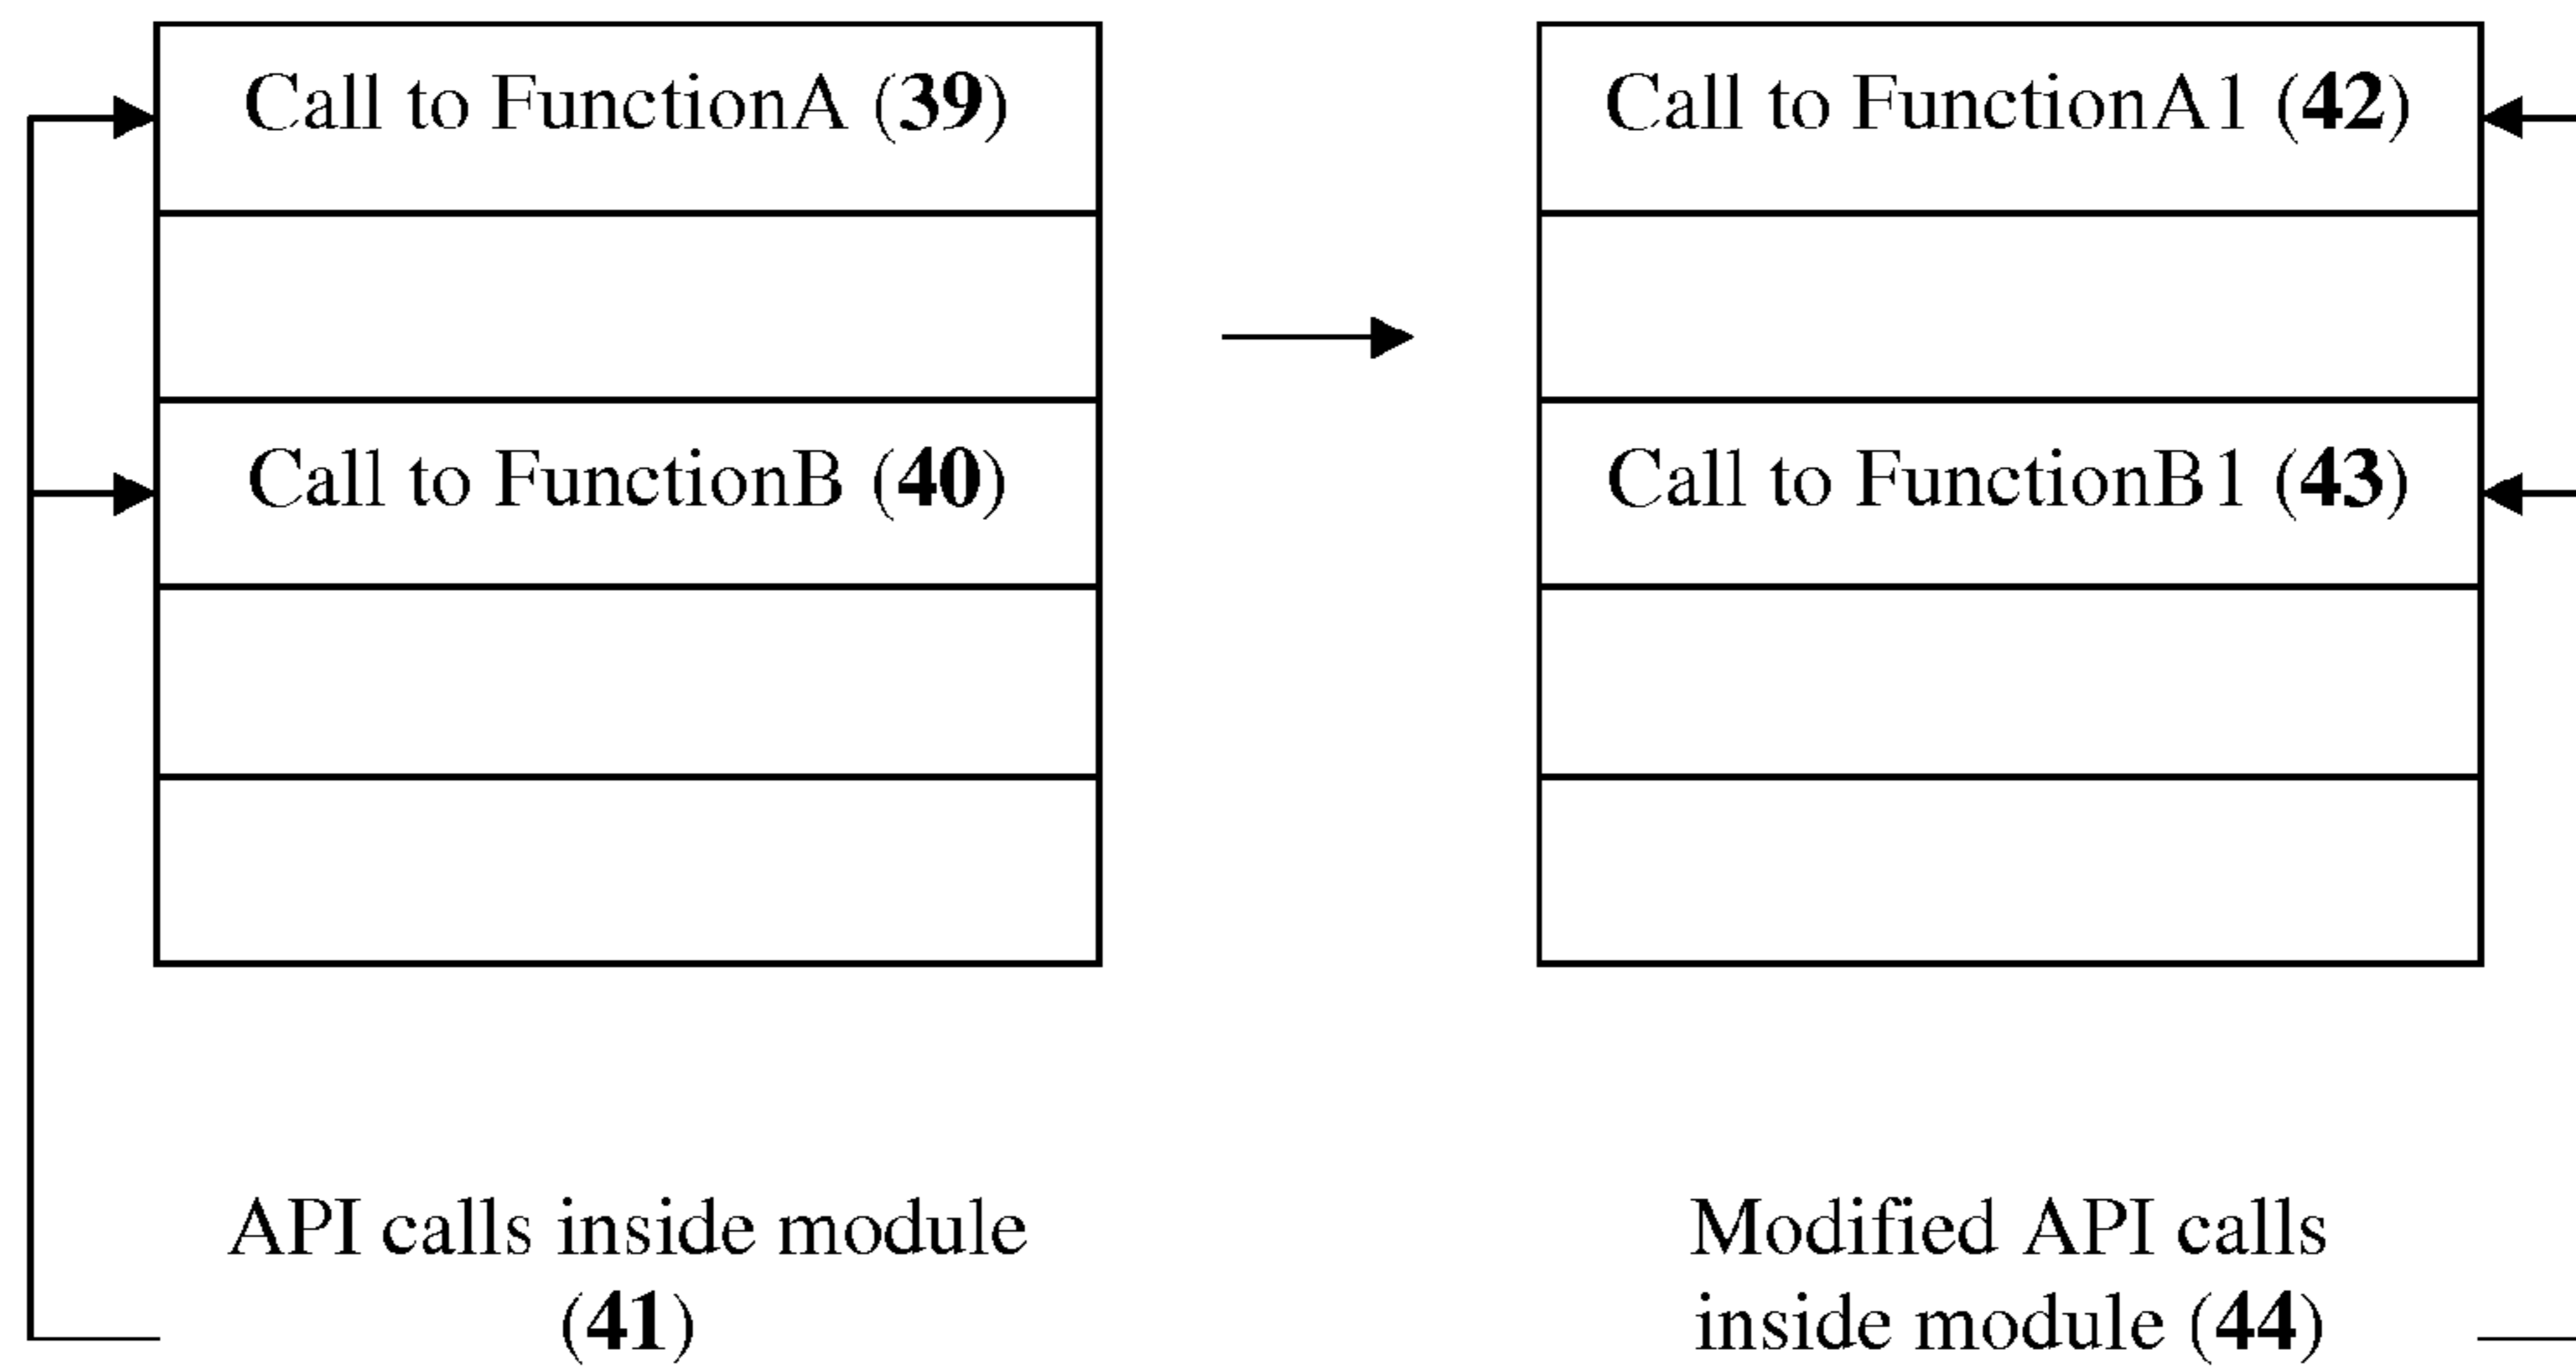 Call to FunctionA (39)
Call to FunctionB (40)
API calls inside module
(41)
Call to FunctionA1 (42)
Call to FunctionB1 (43)
Modified API calls
inside module (44)